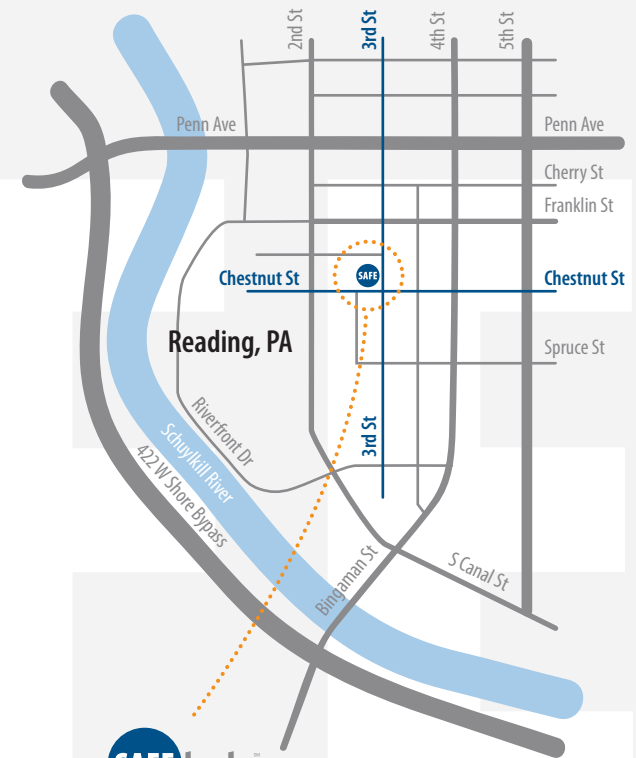 2nd St
3rd St
4th St
5th St
Penn Ave
Penn Ave
Cherry St
Franklin St
SAFE
Chestnut St
Chestnut St
Reading, PA
Spruce St
Riverfront Dr
3rd St
Schuylkill River
422 W Shore Bypass
Bingaman St
S Canal St
SAFE